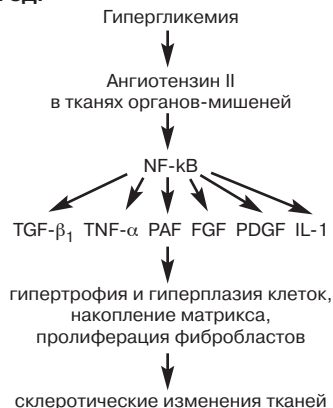 Гипергликемия
Ангиотензин II
в тканях органов-мишеней
NF-kB
TGF-β₁ TNF-α PAF FGF PDGF IL-1
гипертрофия и гиперплазия клеток,
накопление матрикса,
пролиферация фибробластов
склеротические изменения тканей